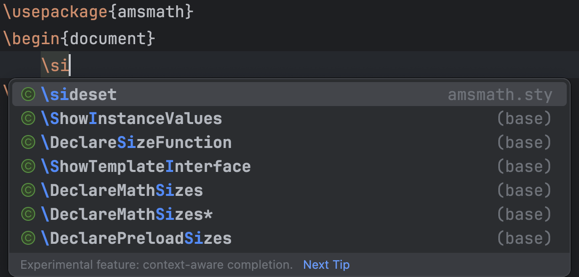 \usepackage{amsmath}
\begin{document}
\si
\
\sideset amsmath.sty
\ShowInstanceValues (base)
\DeclareSizeFunction (base)
\ShowTemplateInterface (base)
\DeclareMathSizes (base)
\DeclareMathSizes* (base)
\DeclarePreloadSizes (base)
Experimental feature: context-aware completion. Next Tip